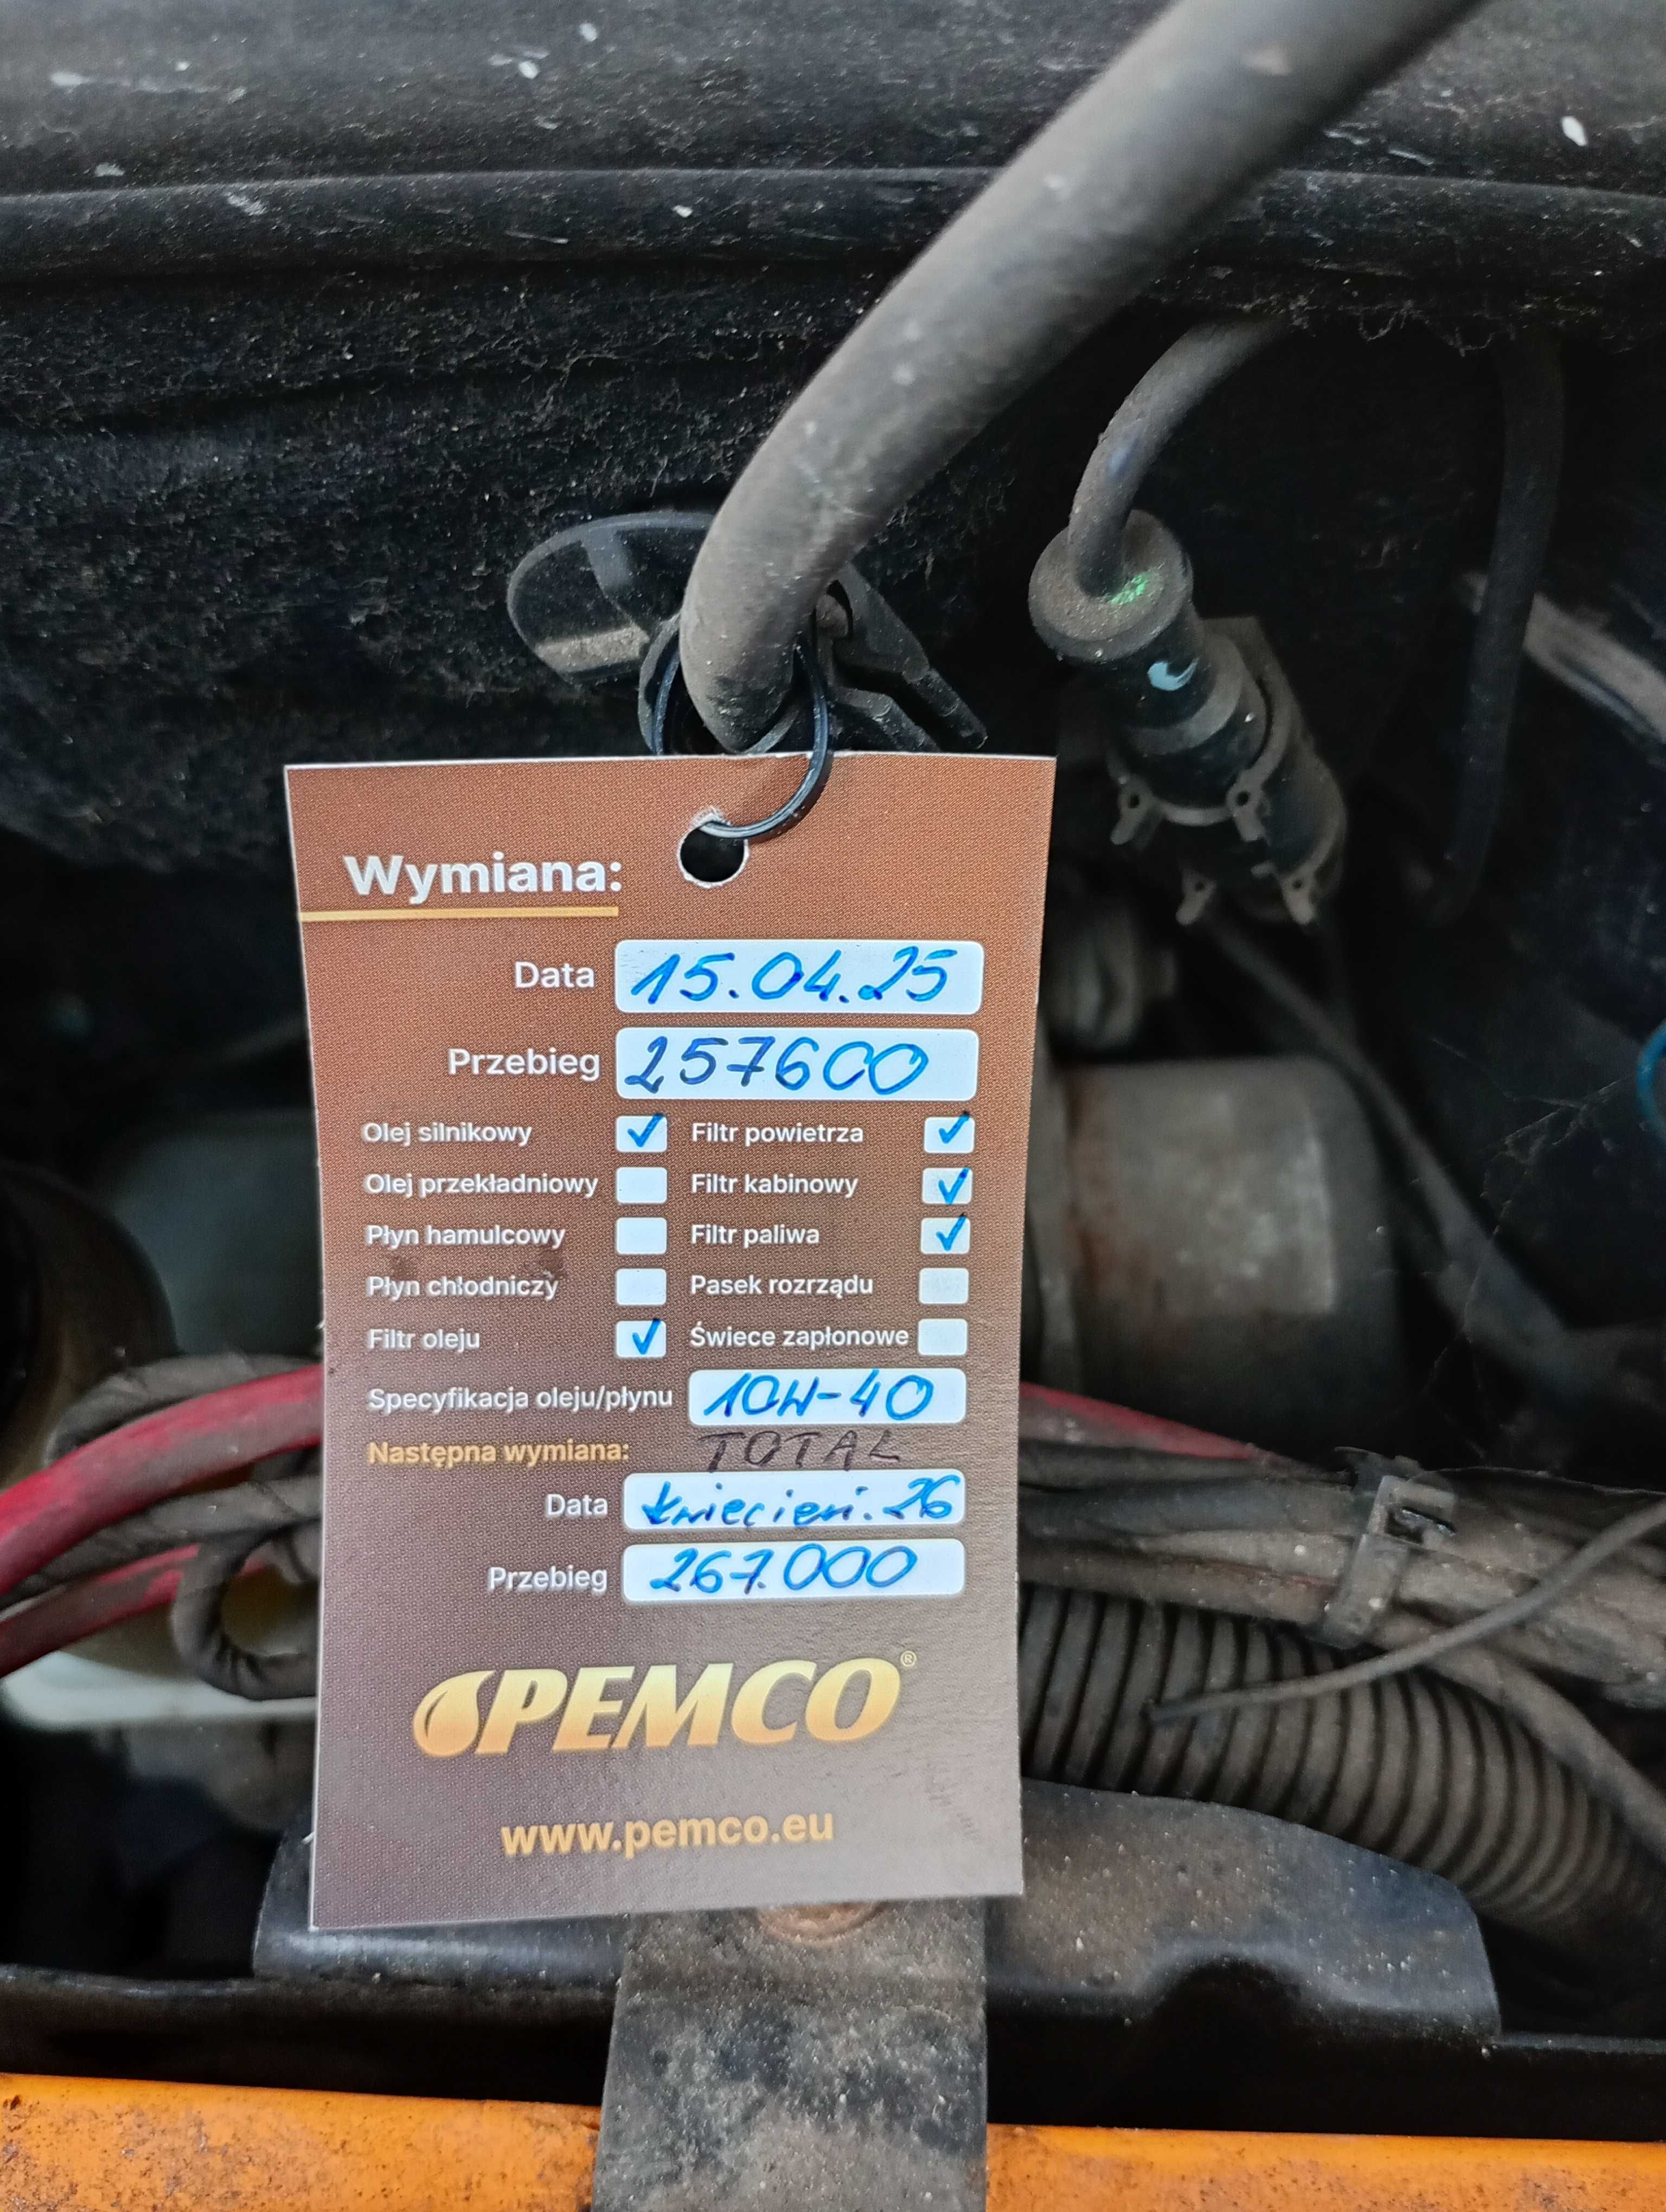 Wymiana:
Data 15.04.25
Przebieg 257600
Olej silnikowy ✓ Filtr powietrza ✓
Olej przekładniowy Filtr kabinowy ✓
Płyn hamulcowy Filtr paliwa ✓
Płyn chłodniczy Pasek rozrządu
Filtr oleju ✓ Świece zapłonowe
Specyfikacja oleju/płynu 10W-40
Następna wymiana: TOTAL
Data kwiecień.26
Przebieg 267.000
PEMCO®
www.pemco.eu